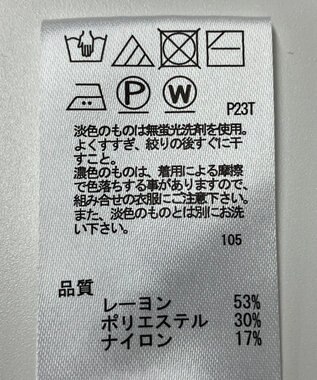 P
W
P23T
淡色のものは無蛍光洗剤を使用。
よくすすぎ、絞りの後すぐに干
すこと。
濃色のものは、着用による摩擦
で色落ちする事がありますので、
組み合せの衣服にご注意下さい。
また、淡色のものとは別にお洗
い下さい。
105
品質
レーヨン 53%
ポリエステル 30%
ナイロン 17%